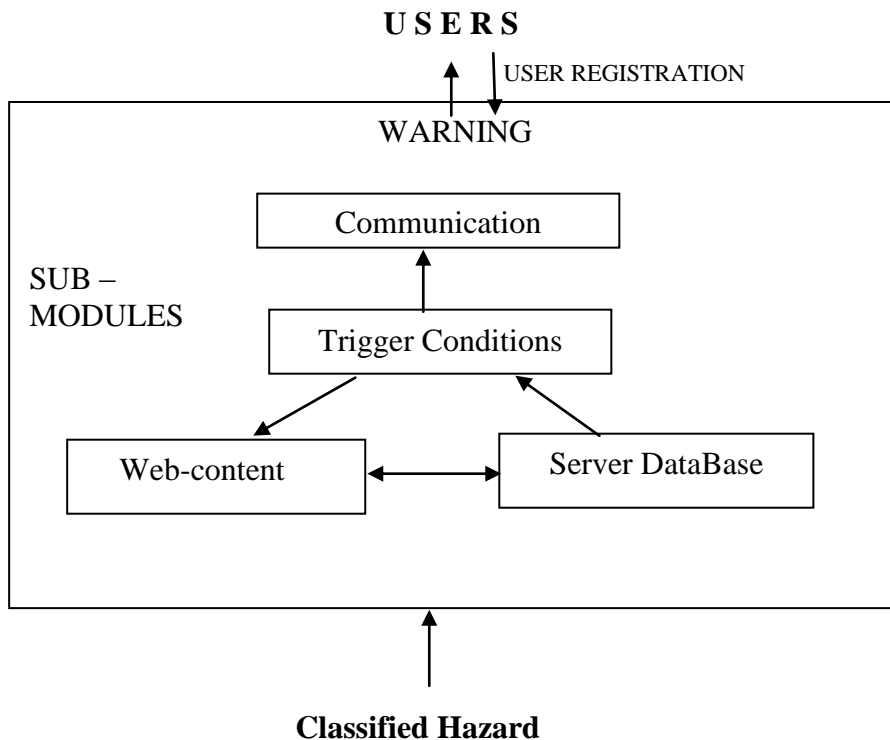 U S E R S
USER REGISTRATION
WARNING
Communication
SUB –
MODULES
Trigger Conditions
Web-content
Server DataBase
Classified Hazard